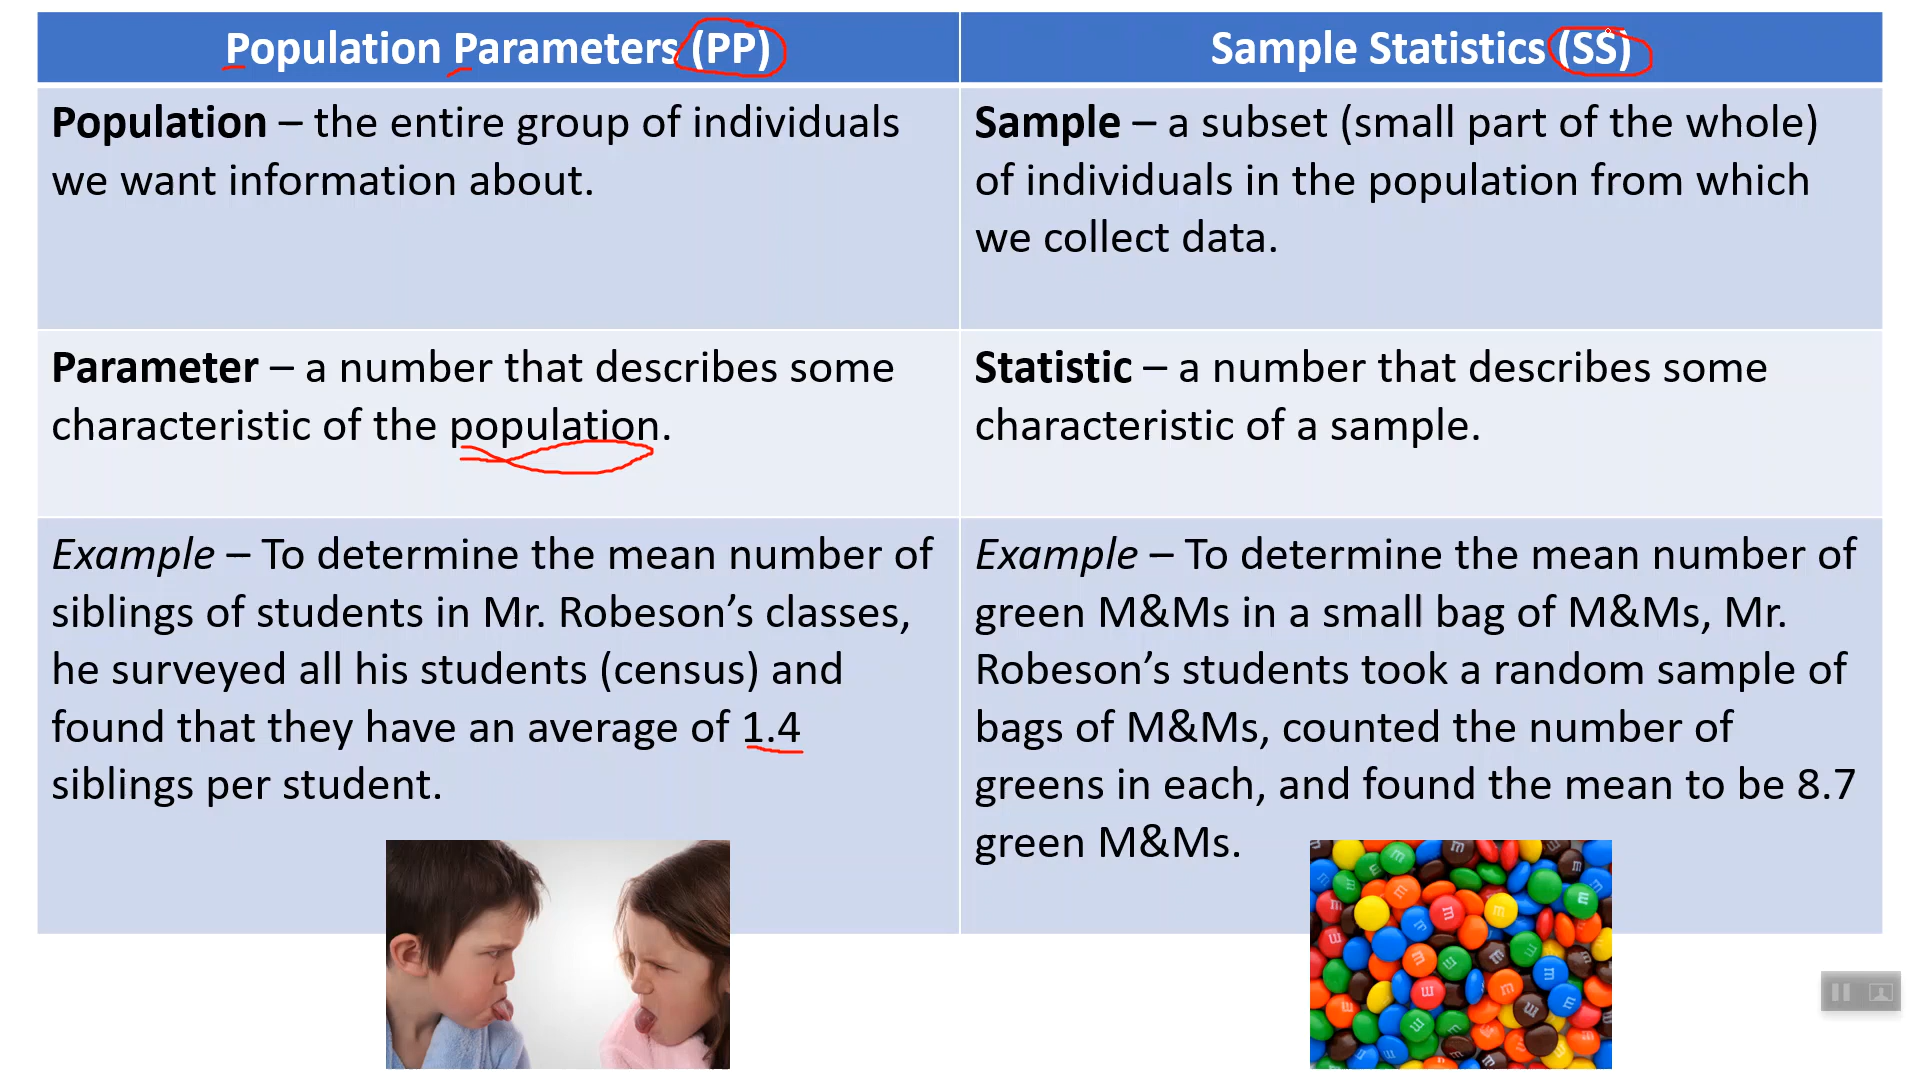 Population Parameters (PP)
Sample Statistics (SS)
Population – the entire group of individuals
we want information about.
Sample – a subset (small part of the whole)
of individuals in the population from which
we collect data.
Parameter – a number that describes some
characteristic of the population.
Statistic – a number that describes some
characteristic of a sample.
Example – To determine the mean number of
siblings of students in Mr. Robeson’s classes,
he surveyed all his students (census) and
found that they have an average of 1.4
siblings per student.
Example – To determine the mean number of
green M&Ms in a small bag of M&Ms, Mr.
Robeson’s students took a random sample of
bags of M&Ms, counted the number of
greens in each, and found the mean to be 8.7
green M&Ms.